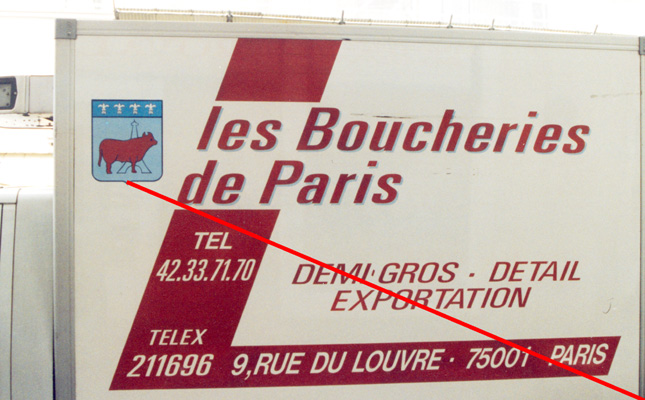 les Boucheries
de Paris
TEL
42.33.71.70
DEMI-GROS · DETAIL
EXPORTATION
TELEX
211696 9,RUE DU LOUVRE · 75001 PARIS